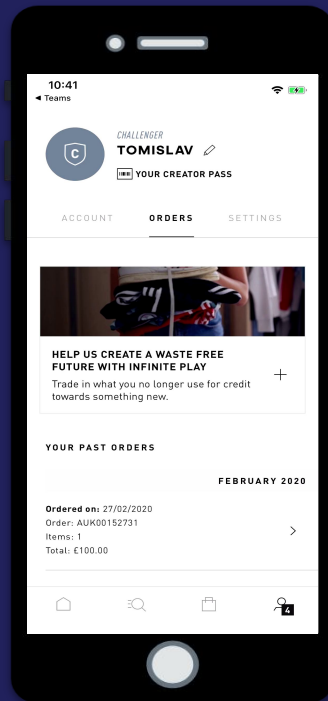 10:41
◀ Teams
C
CHALLENGER
TOMISLAV
YOUR CREATOR PASS
ACCOUNT ORDERS SETTINGS
HELP US CREATE A WASTE FREE
FUTURE WITH INFINITE PLAY
Trade in what you no longer use for credit
towards something new.
YOUR PAST ORDERS
FEBRUARY 2020
Ordered on: 27/02/2020
Order: AUK00152731
Items: 1
Total: £100.00
4